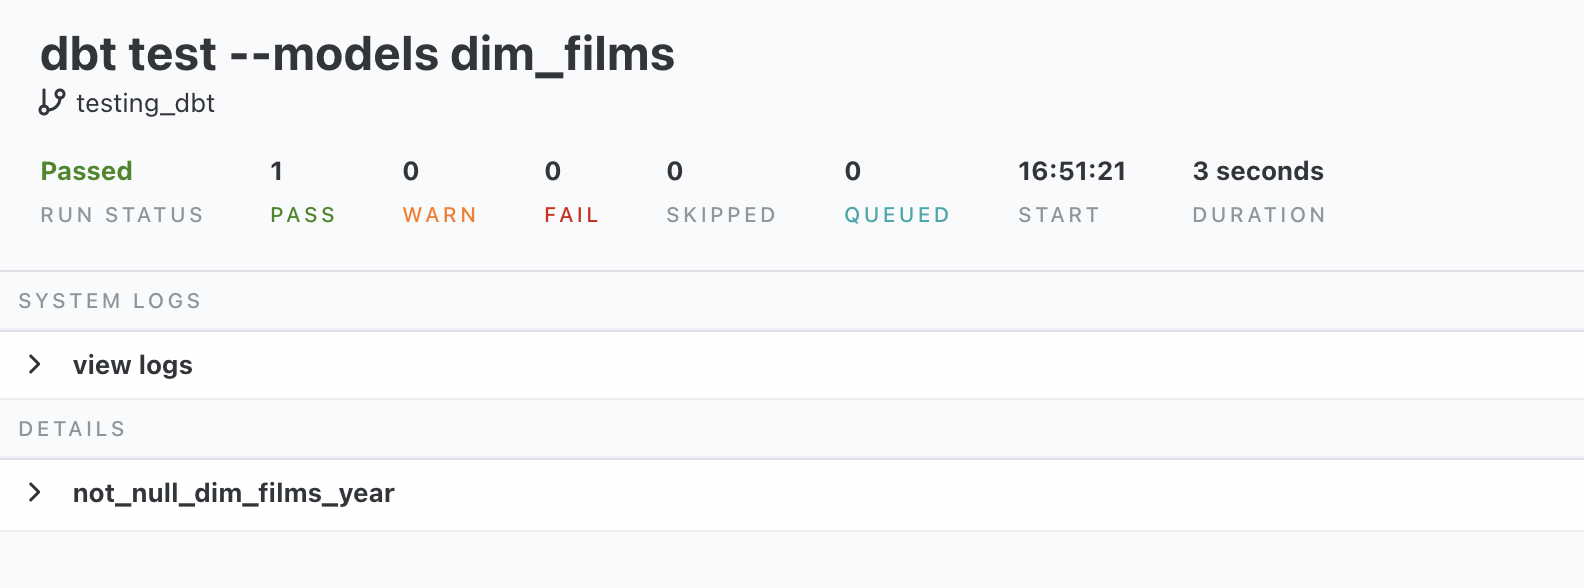 dbt test --models dim_films
testing_dbt
Passed 1 0 0 0 0 16:51:21 3 seconds
RUN STATUS PASS WARN FAIL SKIPPED QUEUED START DURATION
SYSTEM LOGS
view logs
DETAILS
not_null_dim_films_year